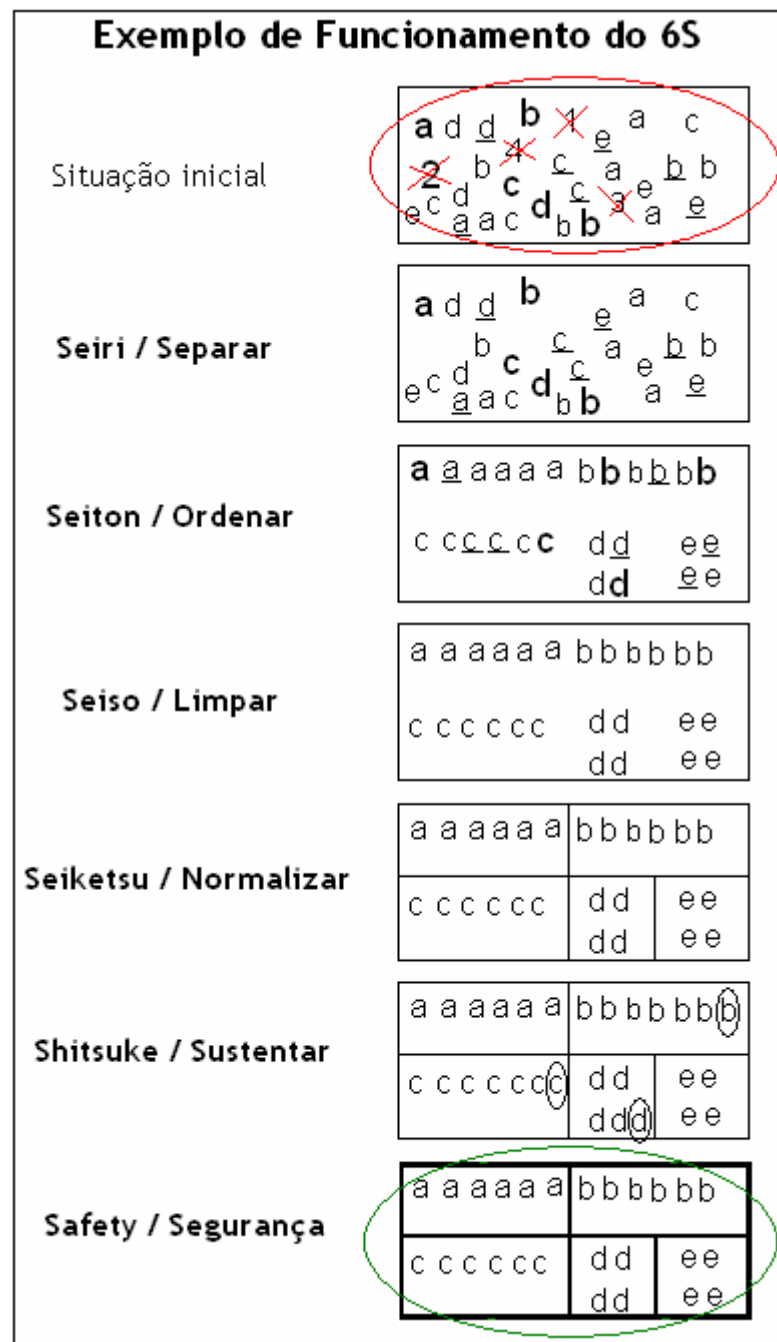 Exemplo de Funcionamento do 6S
Situação inicial
a d d b 1 e a c
2 b 4 c a b b
e c d c c 3 e
a a c d b b a e
Seiri / Separar
a d d b e a c
b c a b b
e c d c c e
a a c d b b a e
Seiton / Ordenar
a a a a a a b b b b b b
c c c c c c d d e e
d d e e
Seiso / Limpar
a a a a a a b b b b b b
c c c c c c d d e e
d d e e
Seiketsu / Normalizar
a a a a a a b b b b b b
c c c c c c d d e e
d d e e
Shitsuke / Sustentar
a a a a a a b b b b b b b
c c c c c c c d d e e
d d d e e
Safety / Segurança
a a a a a a b b b b b b
c c c c c c d d e e
d d e e